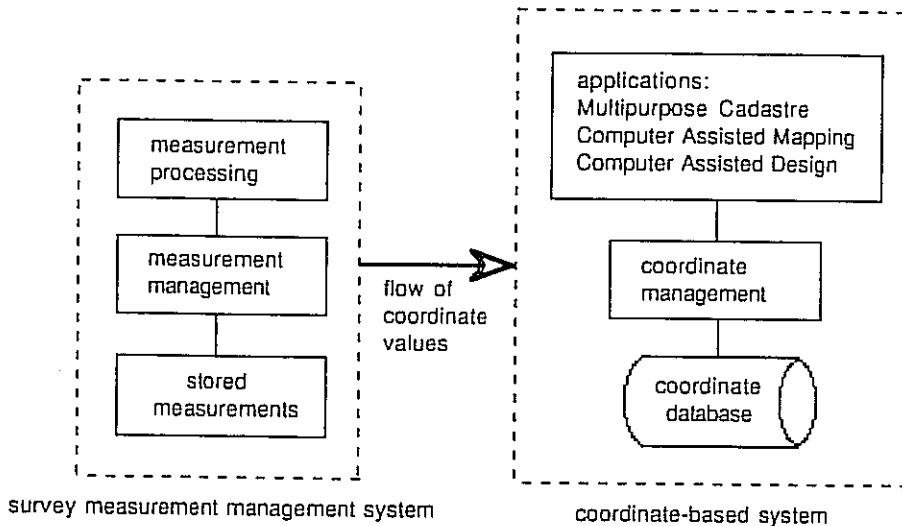 measurement
processing
measurement
management
stored
measurements
survey measurement management system
flow of
coordinate
values
applications:
Multipurpose Cadastre
Computer Assisted Mapping
Computer Assisted Design
coordinate
management
coordinate
database
coordinate-based system